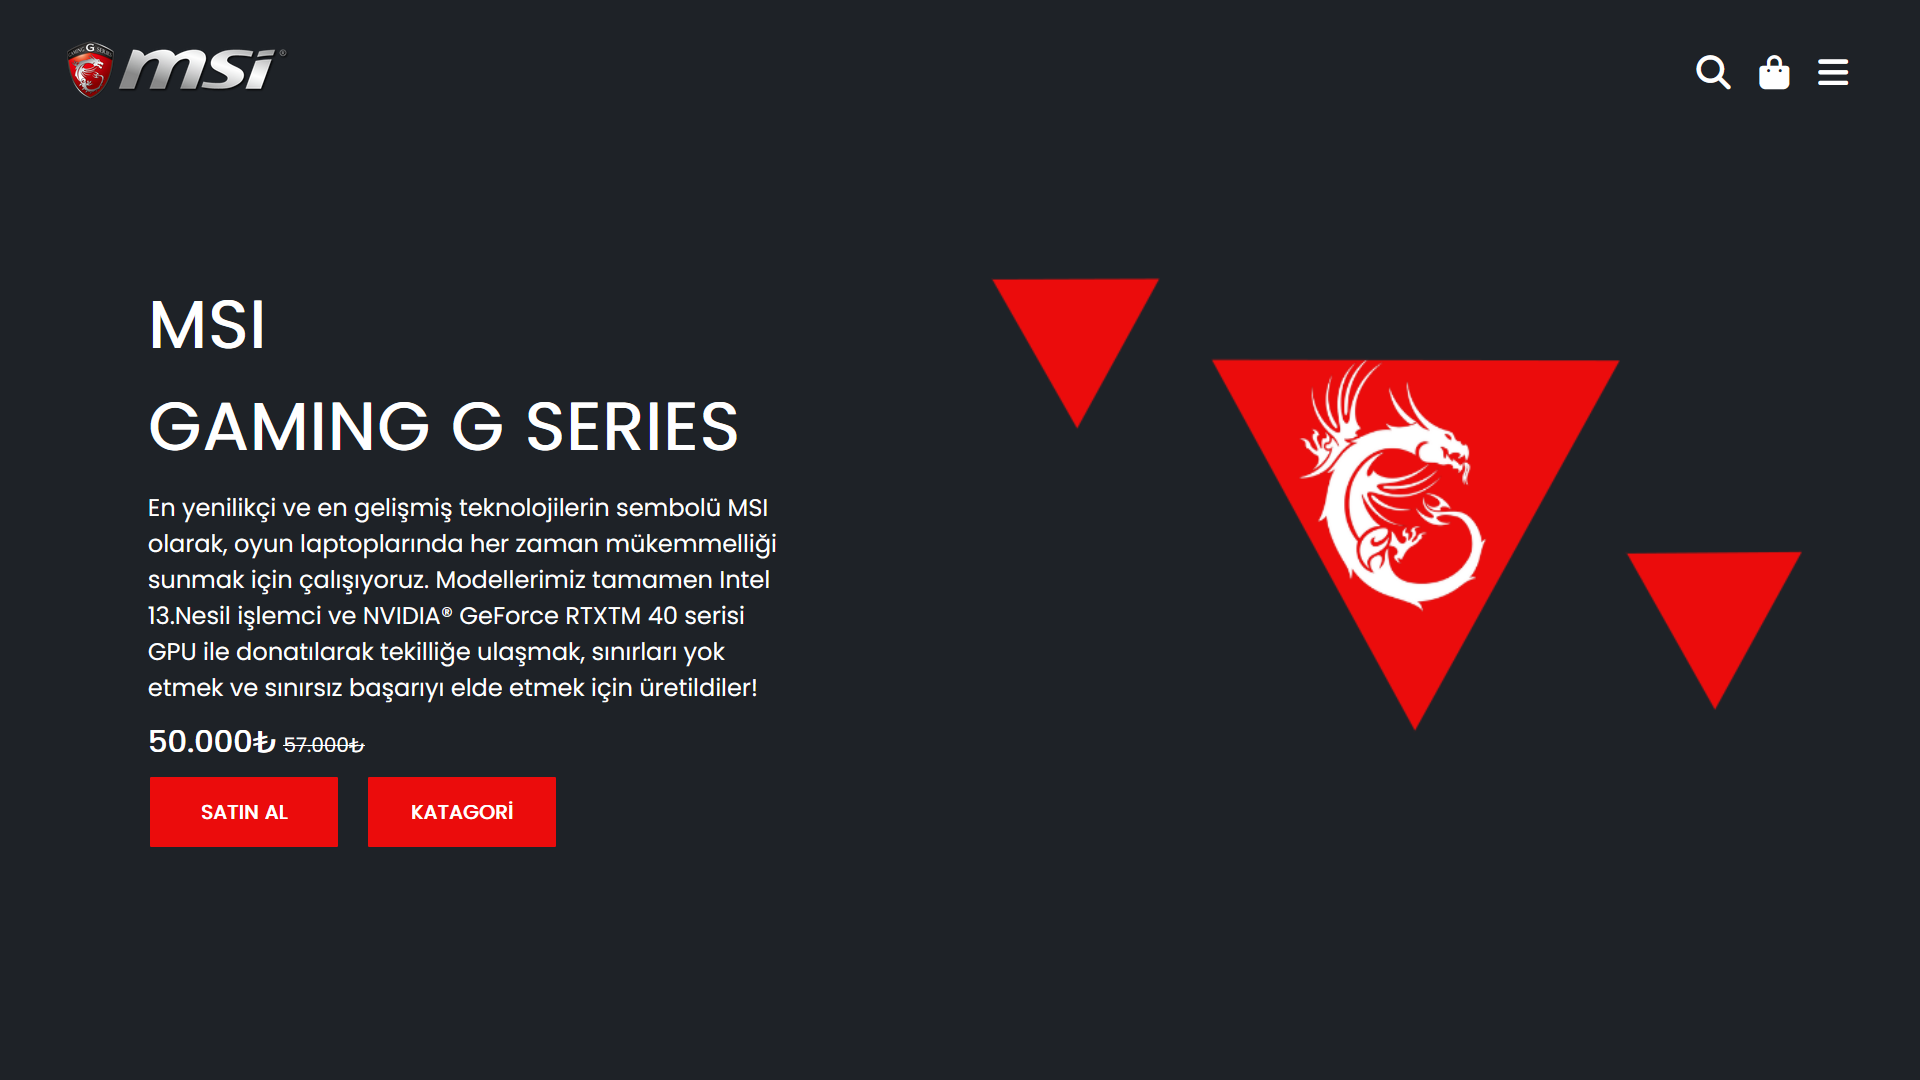 GAMING G SERIES
msi
MSI
GAMING G SERIES
En yenilikçi ve en gelişmiş teknolojilerin sembolü MSI
olarak, oyun laptoplarında her zaman mükemmelliği
sunmak için çalışıyoruz. Modellerimiz tamamen Intel
13.Nesil işlemci ve NVIDIA® GeForce RTXTM 40 serisi
GPU ile donatılarak tekilliğe ulaşmak, sınırları yok
etmek ve sınırsız başarıyı elde etmek için üretildiler!
50.000₺ 57.000₺
SATIN AL
KATAGORİ